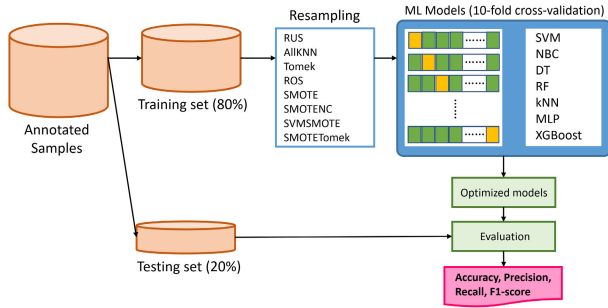 Resampling
ML Models (10-fold cross-validation)
RUS
AllKNN
Tomek
ROS
SMOTE
SMOTENC
SVMSMOTE
SMOTETomek
SVM
NBC
DT
RF
kNN
MLP
XGBoost
Training set (80%)
Annotated
Samples
Optimized models
Evaluation
Testing set (20%)
Accuracy, Precision,
Recall, F1-score